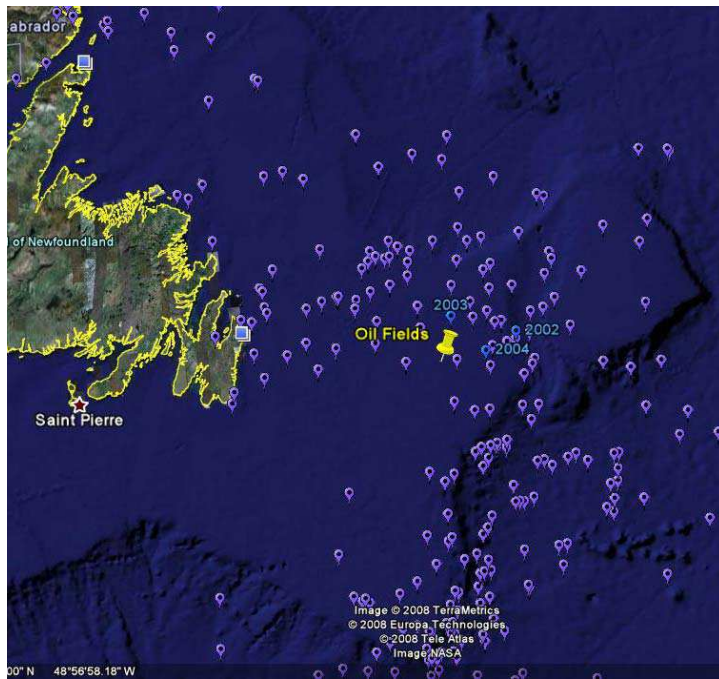 abrador
l of Newfoundland
2003
2002
Oil Fields
2004
Saint Pierre
Image © 2008 TerraMetrics
© 2008 Europa Technologies
© 2008 Tele Atlas
Image NASA
00" N 48°56'58.18" W